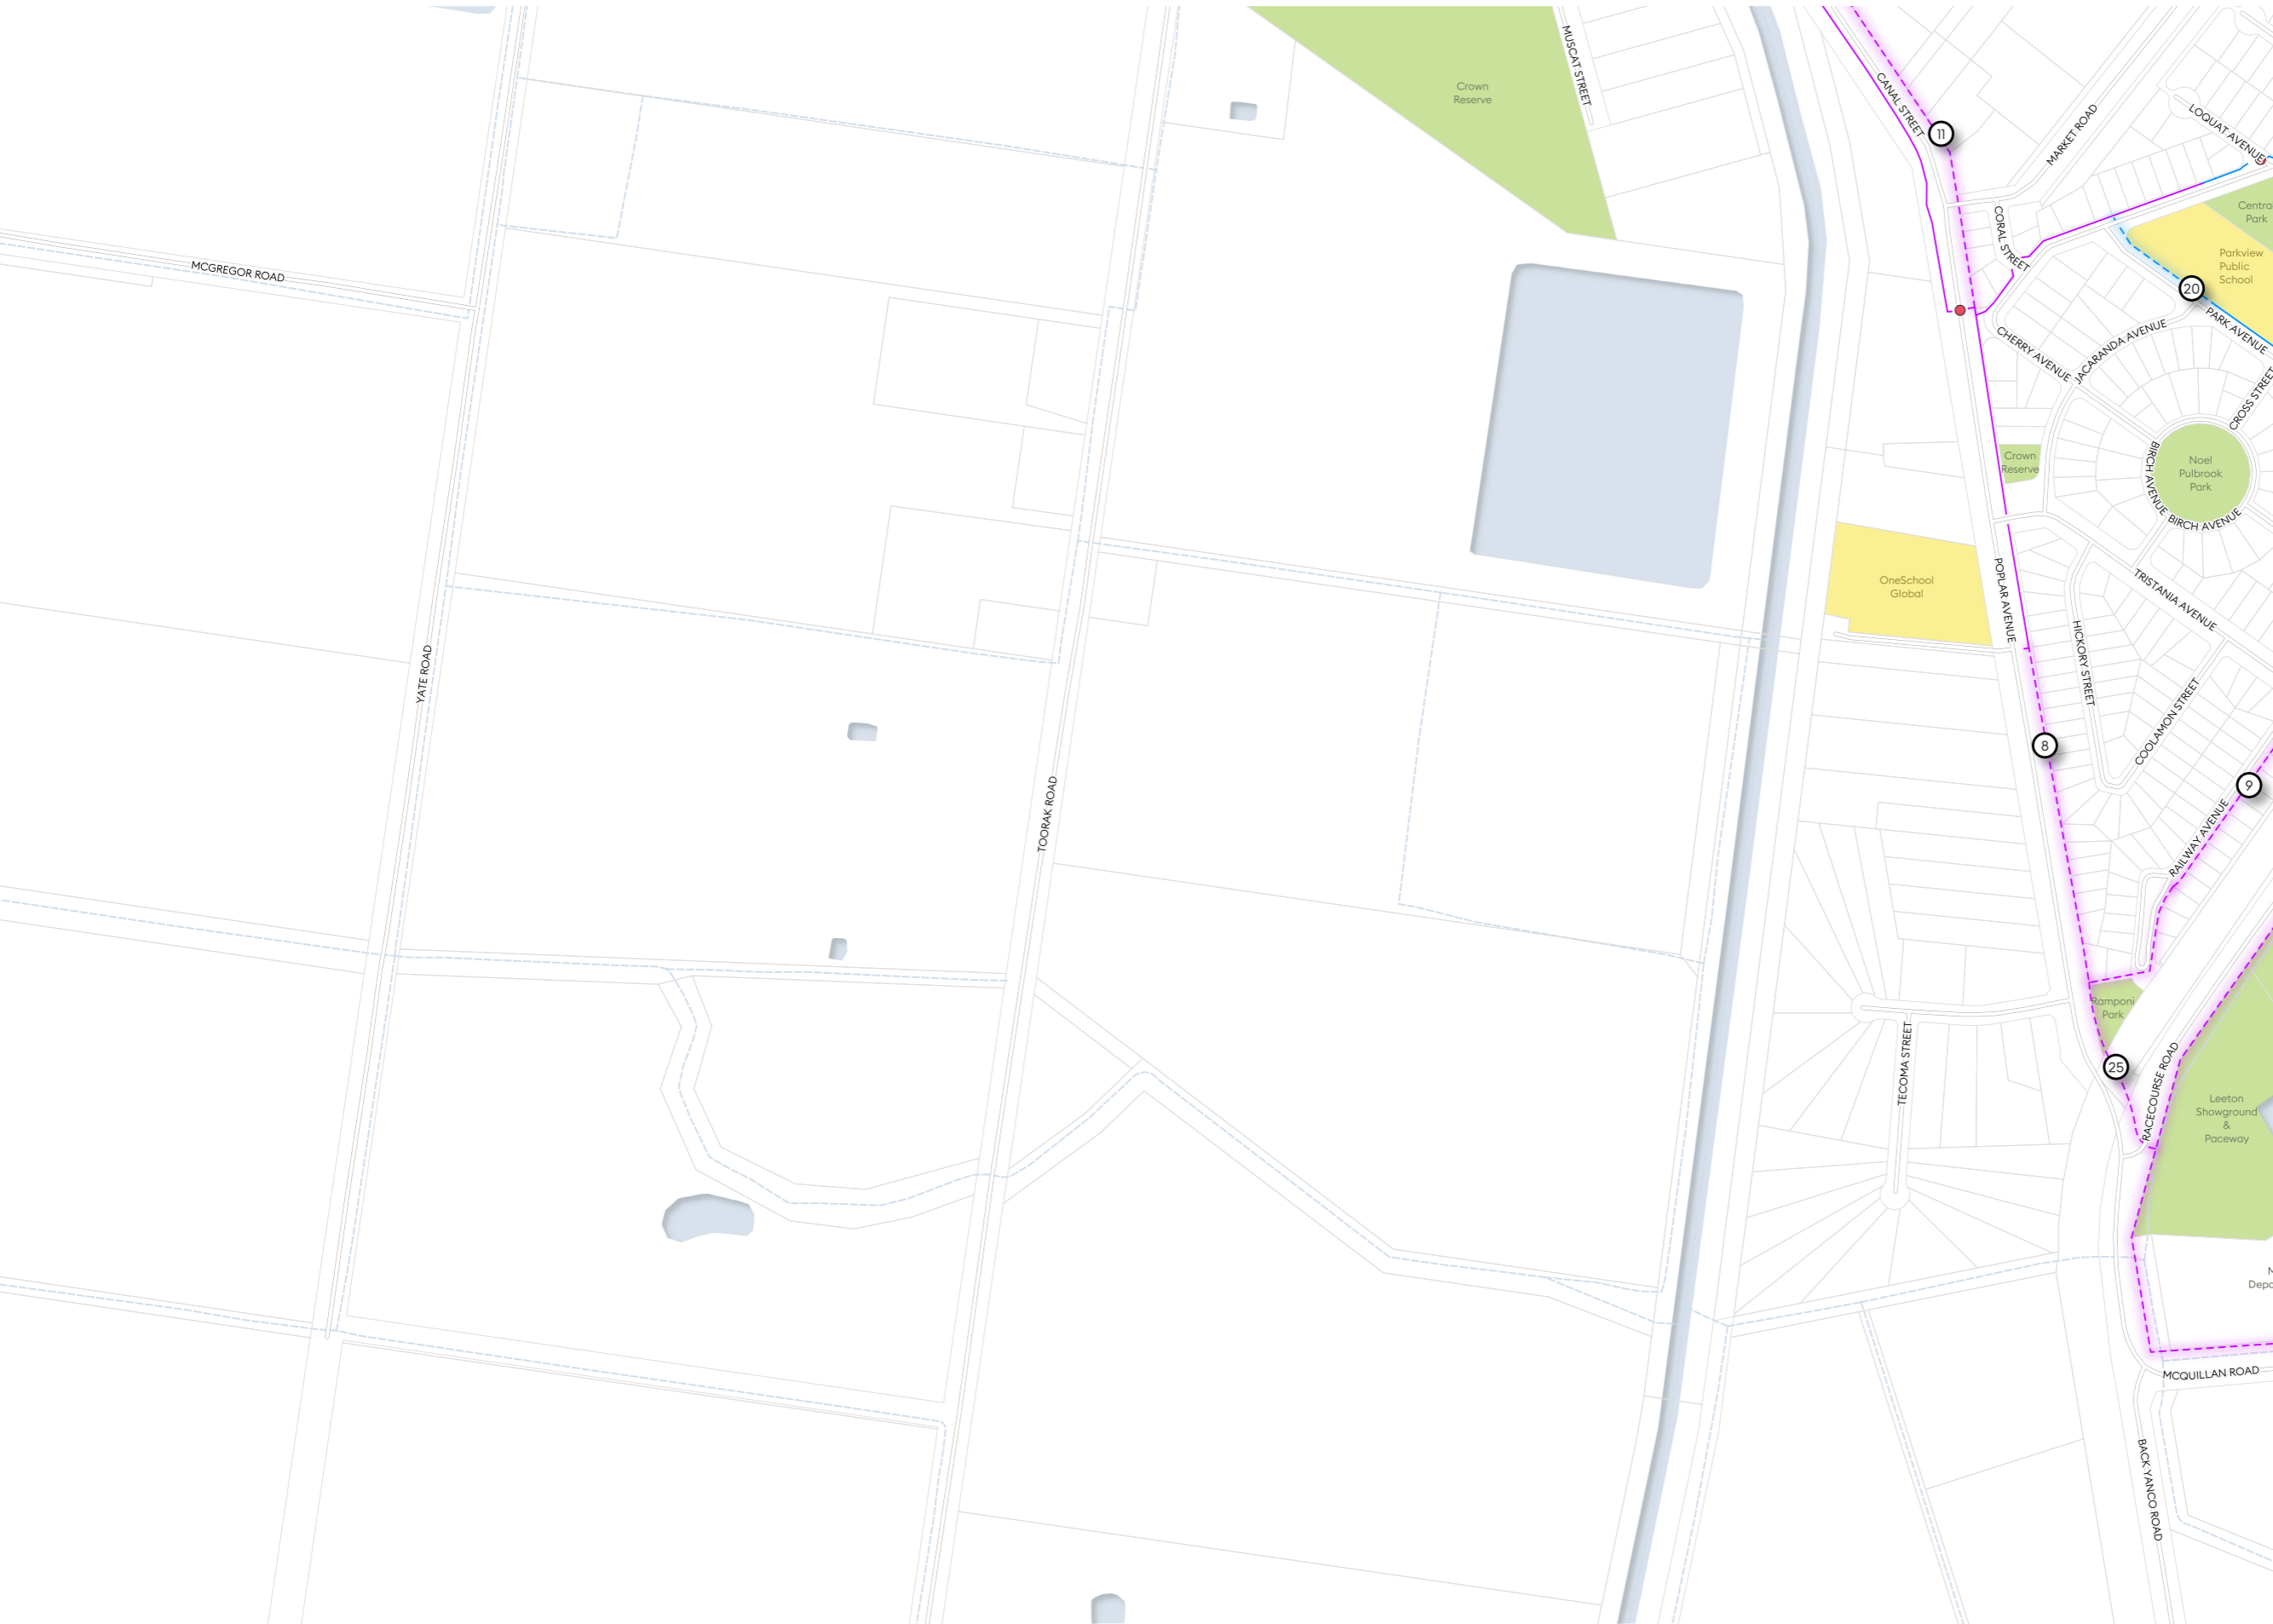 Crown
Reserve
MUSCAT STREET
CANAL STREET
11
MARKET ROAD
LOQUAT AVENUE
CORAL STREET
Centra
Park
Parkview
Public
School
20
PARK AVENUE
MCGREGOR ROAD
CHERRY AVENUE
JACARANDA AVENUE
CROSS STREET
Crown
Reserve
BIRCH AVENUE
Noel
Pulbrook
Park
BIRCH AVENUE
OneSchool
Global
POPLAR AVENUE
TRISTANIA AVENUE
HICKORY STREET
YATE ROAD
COOLAMON STREET
8
9
TOORAK ROAD
RAILWAY AVENUE
Ramponi
Park
25
TECOMA STREET
RACECOURSE ROAD
Leeton
Showground
&
Paceway
M
Depo
MCQUILLAN ROAD
BACK YANCO ROAD